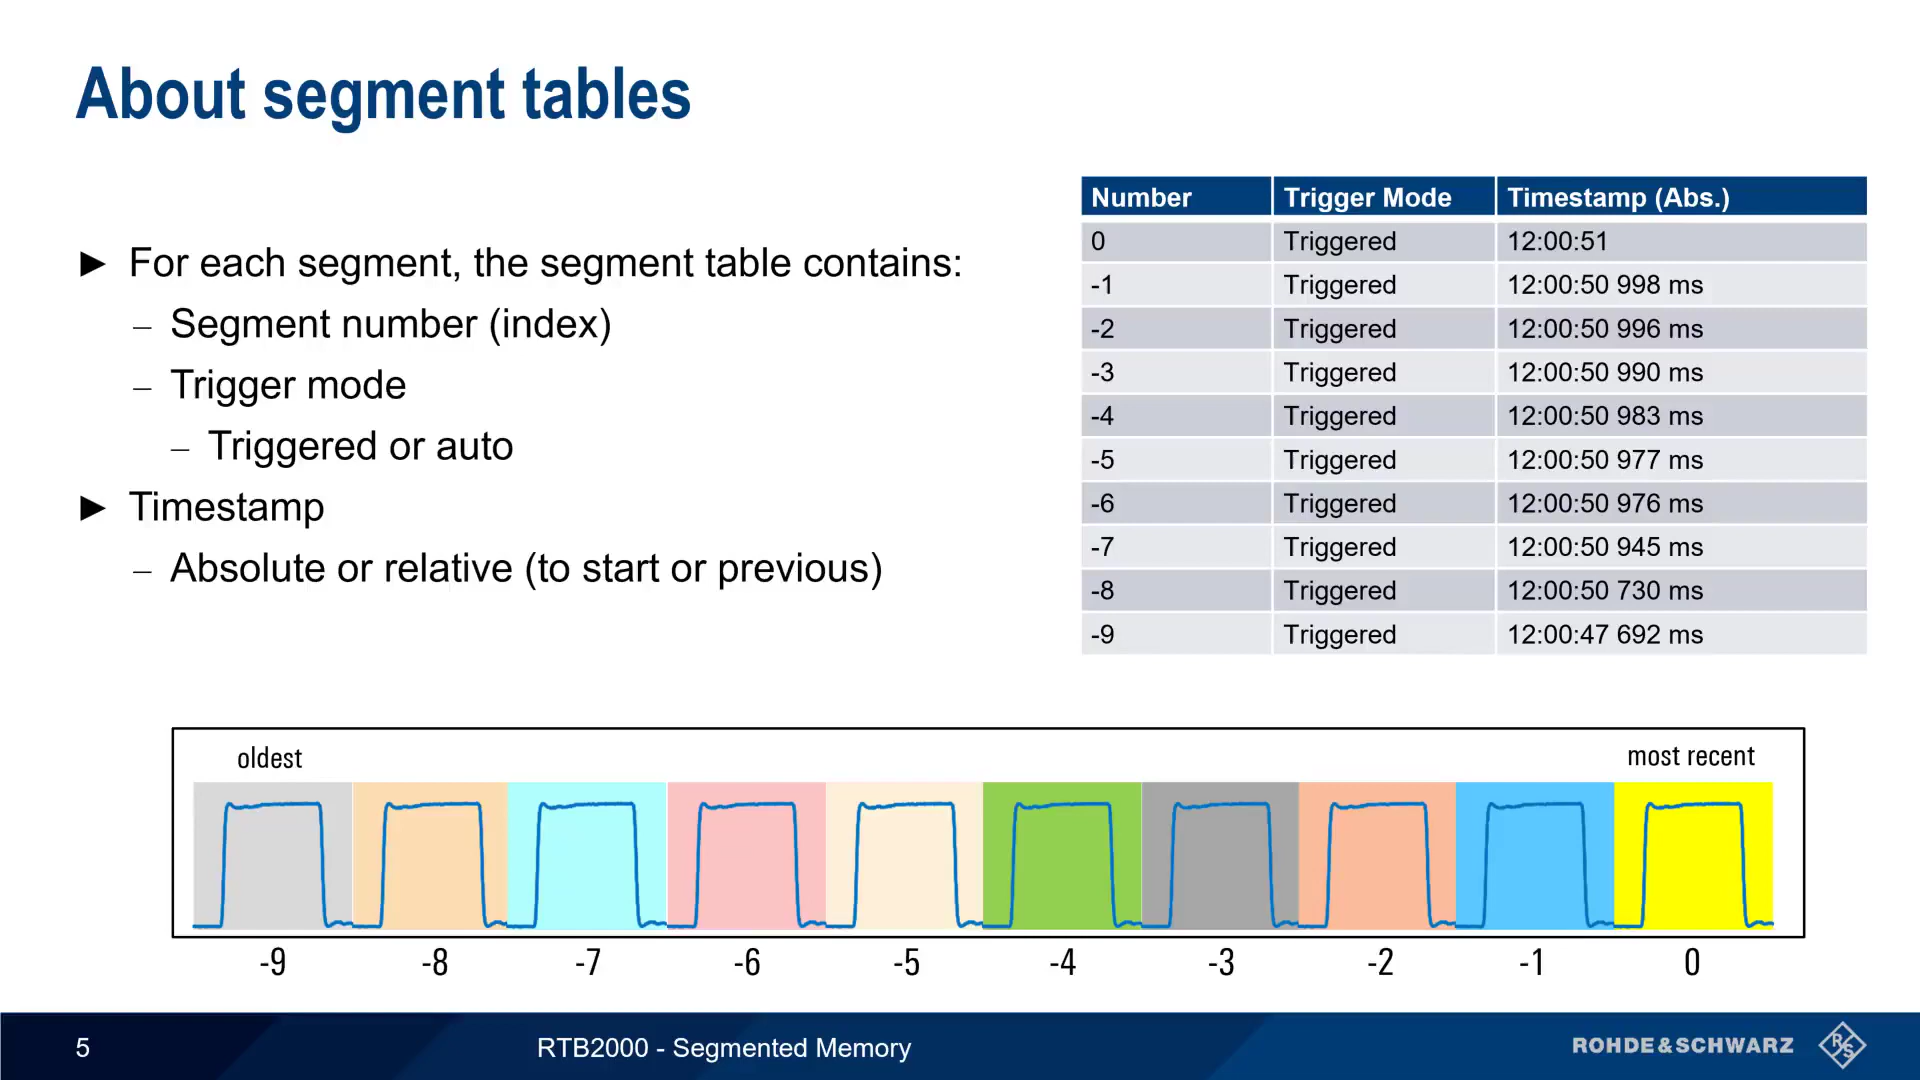 About segment tables
► For each segment, the segment table contains:
– Segment number (index)
– Trigger mode
– Triggered or auto
► Timestamp
– Absolute or relative (to start or previous)
Number Trigger Mode Timestamp (Abs.)
0 Triggered 12:00:51
-1 Triggered 12:00:50 998 ms
-2 Triggered 12:00:50 996 ms
-3 Triggered 12:00:50 990 ms
-4 Triggered 12:00:50 983 ms
-5 Triggered 12:00:50 977 ms
-6 Triggered 12:00:50 976 ms
-7 Triggered 12:00:50 945 ms
-8 Triggered 12:00:50 730 ms
-9 Triggered 12:00:47 692 ms
oldest most recent
-9 -8 -7 -6 -5 -4 -3 -2 -1 0
5 RTB2000 - Segmented Memory ROHDE&SCHWARZ RS